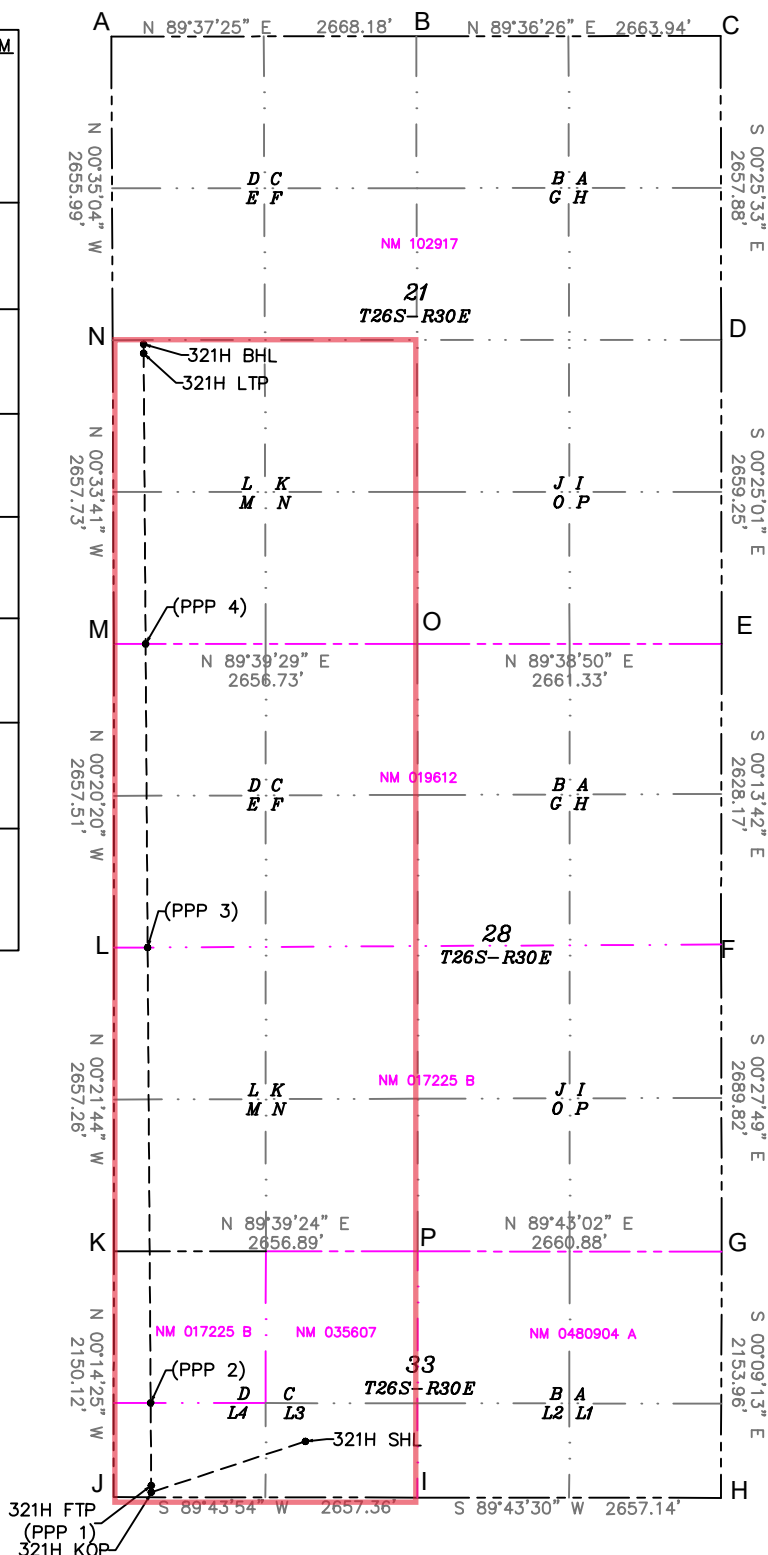 M
A
N 89°37'25" E 2668.18'
B
N 89°36'26" E 2663.94'
C
N 00°35'04" W
2655.99'
S 00°25'33" E
2657.88'
D C
E F
B A
G H
NM 102917
21
T26S-R30E
N
D
321H BHL
321H LTP
N 00°33'41" W
2657.73'
S 00°25'01" E
2659.25'
L K
M N
J I
O P
(PPP 4)
M
O
E
N 89°39'29" E
2656.73'
N 89°38'50" E
2661.33'
N 00°20'20" W
2657.51'
S 00°13'42" E
2628.17'
D C
E F
NM 019612
B A
G H
(PPP 3)
L
28
T26S-R30E
F
N 00°21'44" W
2657.26'
S 00°27'49" E
2689.82'
NM 017225 B
L K
M N
J I
O P
K
N 89°39'24" E
2656.89'
P
N 89°43'02" E
2660.88'
G
N 00°14'25" W
2150.12'
S 00°09'13" E
2153.96'
NM 017225 B
NM 035607
NM 0480904 A
(PPP 2)
33
T26S-R30E
D C
L4 L3
B A
L2 L1
321H SHL
J
I
H
S 89°43'54" W 2657.36'
S 89°43'30" W 2657.14'
321H FTP
(PPP 1)
321H KOP